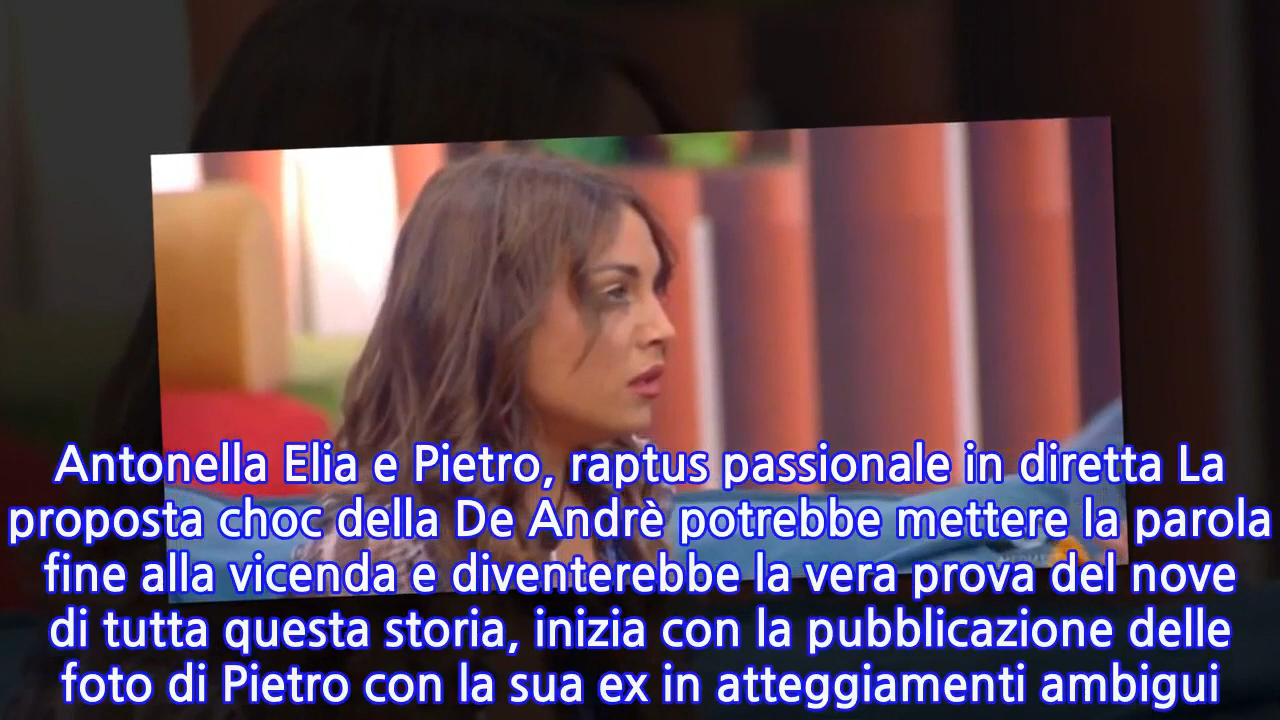 Antonella Elia e Pietro, raptus passionale in diretta La
proposta choc della De Andrè potrebbe mettere la parola
fine alla vicenda e diventerebbe la vera prova del nove
di tutta questa storia, inizia con la pubblicazione delle
foto di Pietro con la sua ex in atteggiamenti ambigui